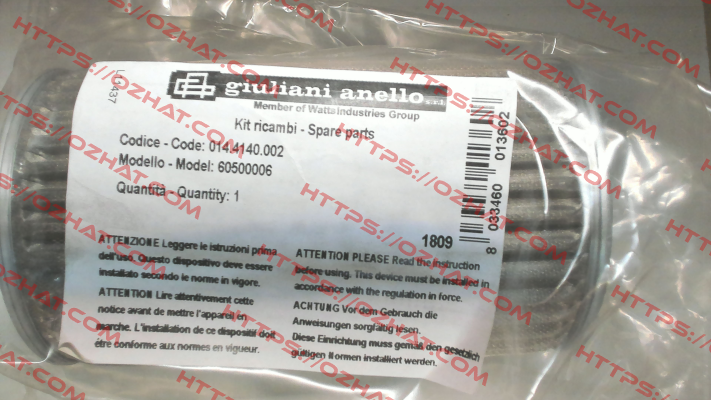 giuliani anello s.r.l.
Member of Watts Industries Group
Kit ricambi - Spare parts
Codice - Code: 014.4140.002
Modello - Model: 60500006
Quantità - Quantity: 1
1809
8 033460 013602
L13437
ATTENZIONE Leggere le istruzioni prima
dell'uso. Questo dispositivo deve essere
installato secondo le norme in vigore.
ATTENTION Lire attentivement cette
notice avant de mettre l'appareil en
marche. L'installation de ce dispositif doit
être conforme aux normes en vigueur.
ATTENTION PLEASE Read the instruction
before using. This device must be installed in
accordance with the regulation in force.
ACHTUNG Vor dem Gebrauch die
Anweisungen sorgfältig lesen.
Diese Einrichtung muss gemäß den gesetzlich
gültigen Normen installiert werden.
HTTPS://OZHAT.COM